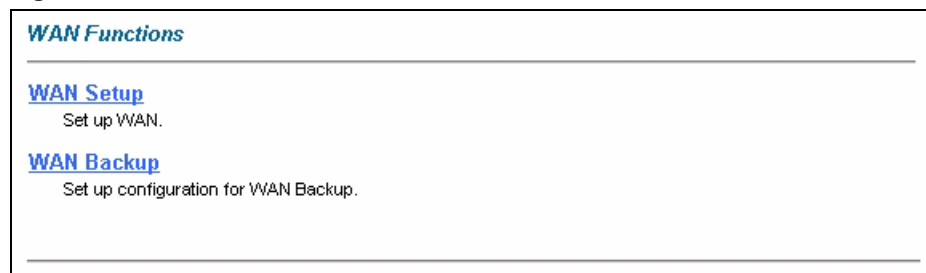 WAN Functions
WAN Setup
Set up WAN.
WAN Backup
Set up configuration for WAN Backup.